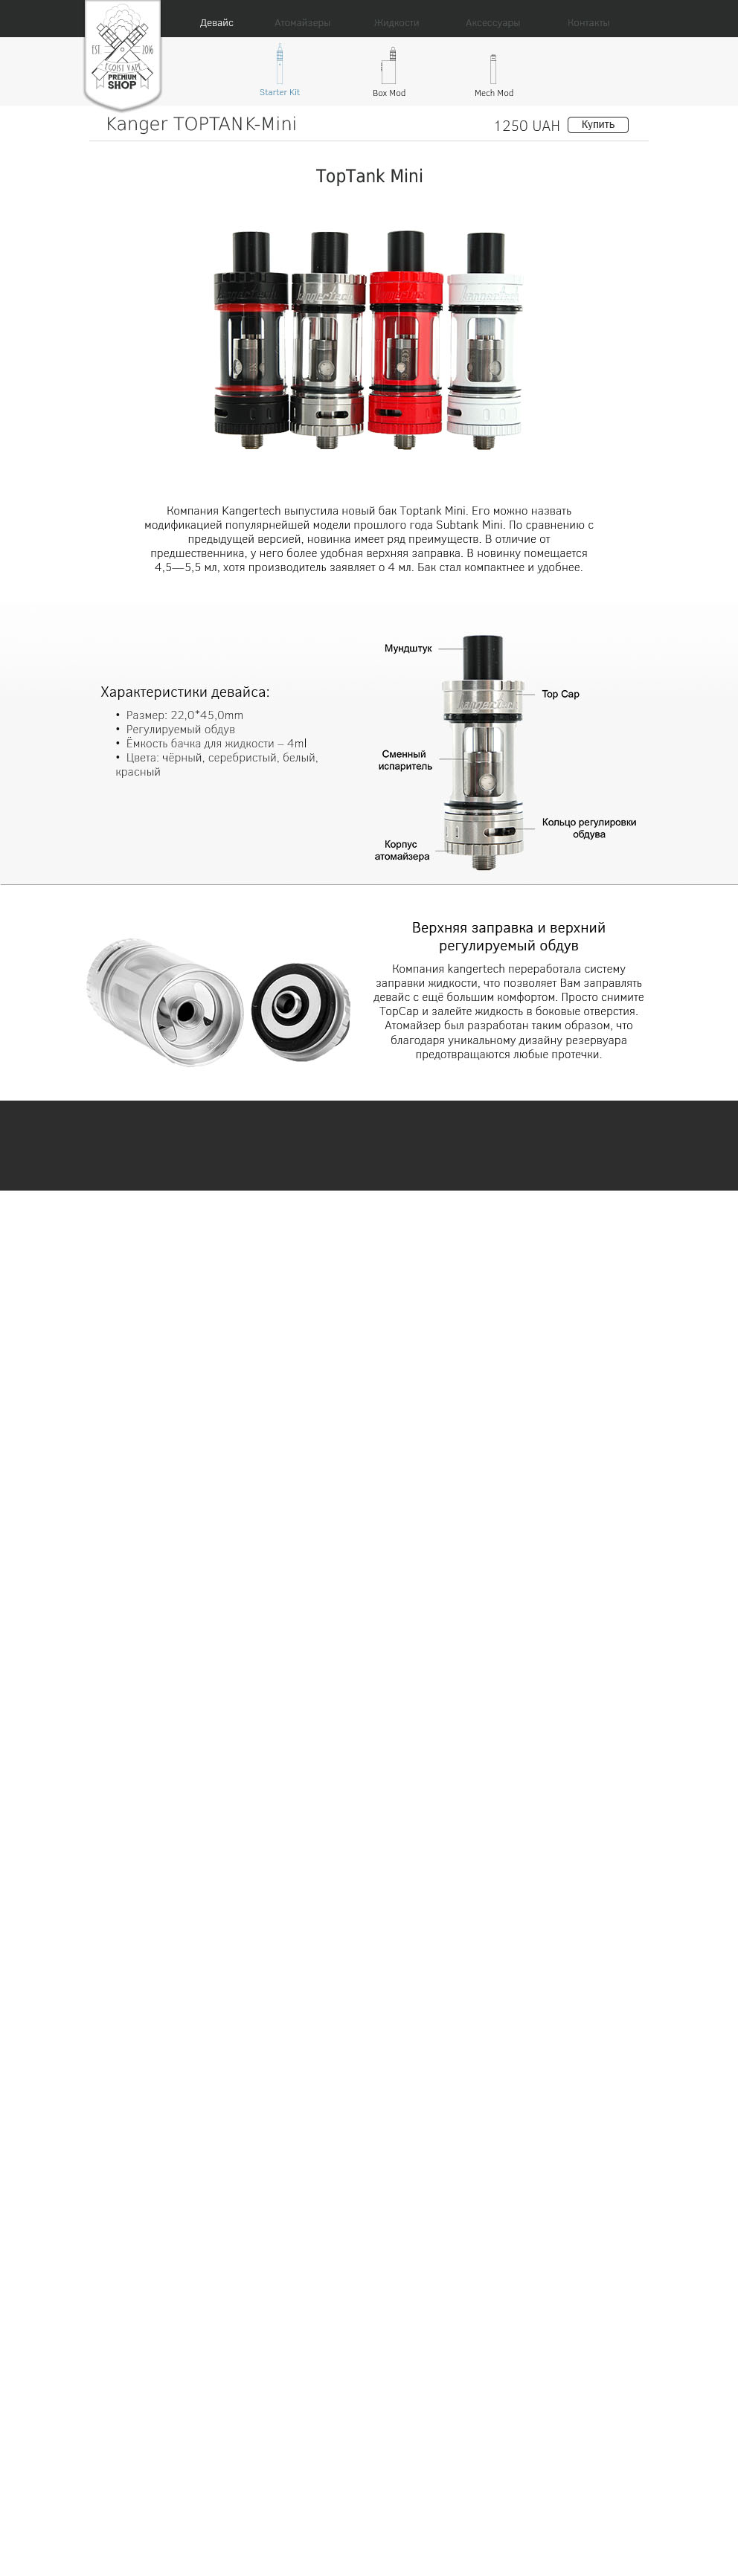 Девайс
Атомайзеры
Жидкости
Аксессуары
Контакты
EST
2016
PREMIUM
SHOP
Starter Kit
Box Mod
Mech Mod
Kanger TOPTANK-Mini
1250 UAH
Купить
TopTank Mini
kangertech kangertech kangertech kangertech
Компания Kangertech выпустила новый бак Toptank Mini. Его можно назвать
модификацией популярнейшей модели прошлого года Subtank Mini. По сравнению с
предыдущей версией, новинка имеет ряд преимуществ. В отличие от
предшественника, у него более удобная верхняя заправка. В новинку помещается
4,5—5,5 мл, хотя производитель заявляет о 4 мл. Бак стал компактнее и удобнее.
Характеристики девайса:
• Размер: 22,0*45,0mm
• Регулируемый обдув
• Ёмкость бачка для жидкости – 4ml
• Цвета: чёрный, серебристый, белый,
красный
Мундштук
Top Cap
kangertech
Сменный
испаритель
Кольцо регулировки
обдува
Корпус
атомайзера
Верхняя заправка и верхний
регулируемый обдув
Компания kangertech переработала систему
заправки жидкости, что позволяет Вам заправлять
девайс с ещё большим комфортом. Просто снимите
TopCap и залейте жидкость в боковые отверстия.
Атомайзер был разработан таким образом, что
благодаря уникальному дизайну резервуара
предотвращаются любые протечки.